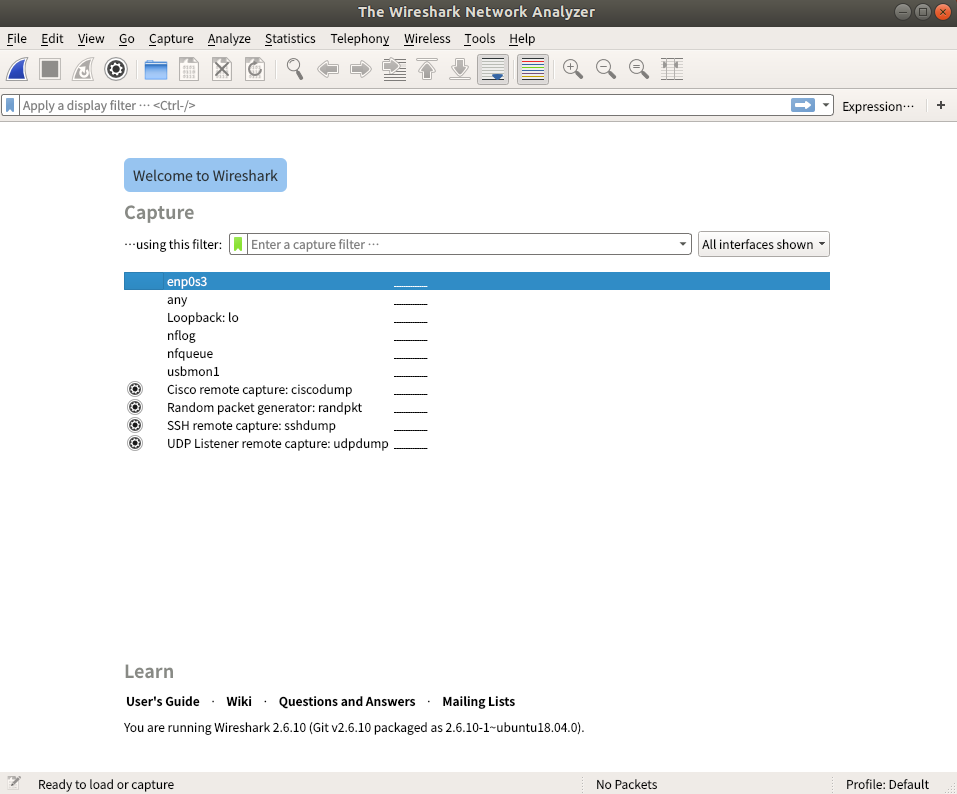 The Wireshark Network Analyzer
File Edit View Go Capture Analyze Statistics Telephony Wireless Tools Help
Apply a display filter ··· <Ctrl-/> Expression···  +
Welcome to Wireshark
Capture
···using this filter: Enter a capture filter ··· All interfaces shown
enp0s3
any
Loopback: lo
nflog
nfqueue
usbmon1
Cisco remote capture: ciscodump
Random packet generator: randpkt
SSH remote capture: sshdump
UDP Listener remote capture: udpdump
Learn
User's Guide · Wiki · Questions and Answers · Mailing Lists
You are running Wireshark 2.6.10 (Git v2.6.10 packaged as 2.6.10-1~ubuntu18.04.0).
Ready to load or capture No Packets Profile: Default